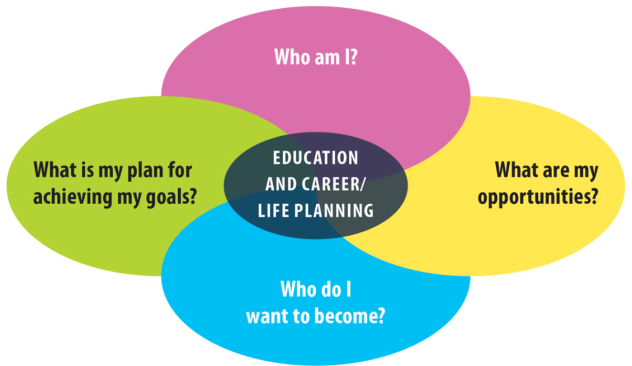 Who am I?
What is my plan for
achieving my goals?
EDUCATION
AND CAREER/
LIFE PLANNING
What are my
opportunities?
Who do I
want to become?